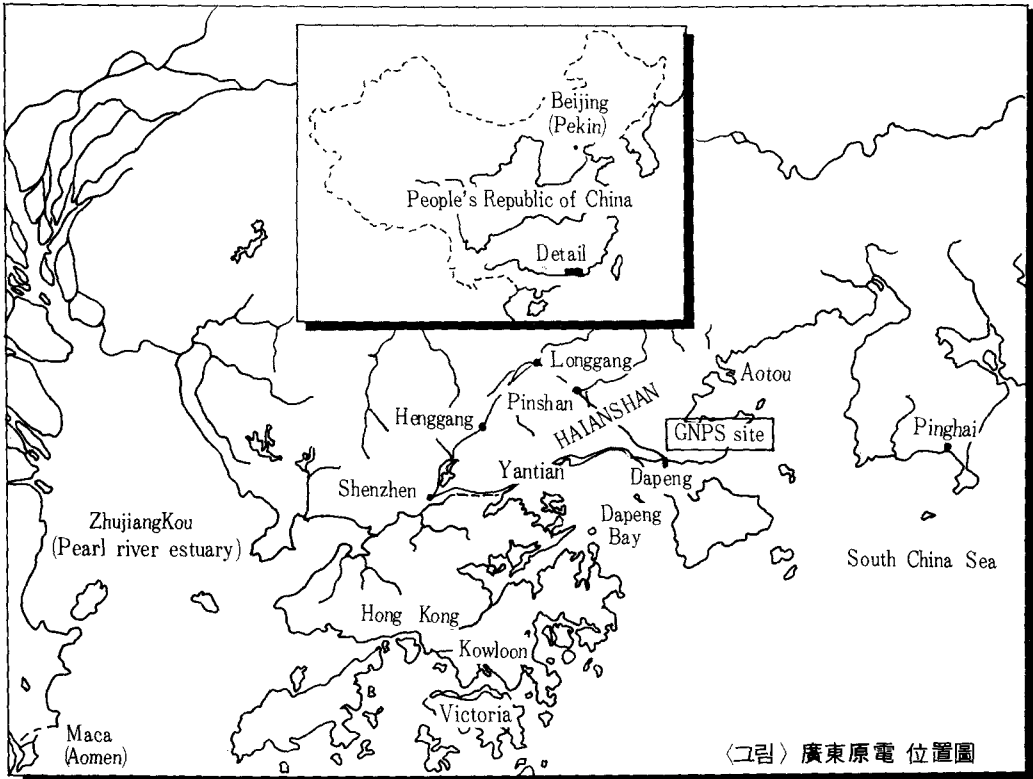 Beijing
(Pekin)
People's Republic of China
Detail
Longgang
Pinshan
HAIANSHAN
Aotou
Henggang
GNPS site
Pinghai
Yantian
Dapeng
Shenzhen
ZhujiangKou
(Pearl river estuary)
Dapeng
Bay
South China Sea
Hong Kong
Kowloon
Victoria
Maca
(Aomen)
〈그림〉 廣東原電 位置圖